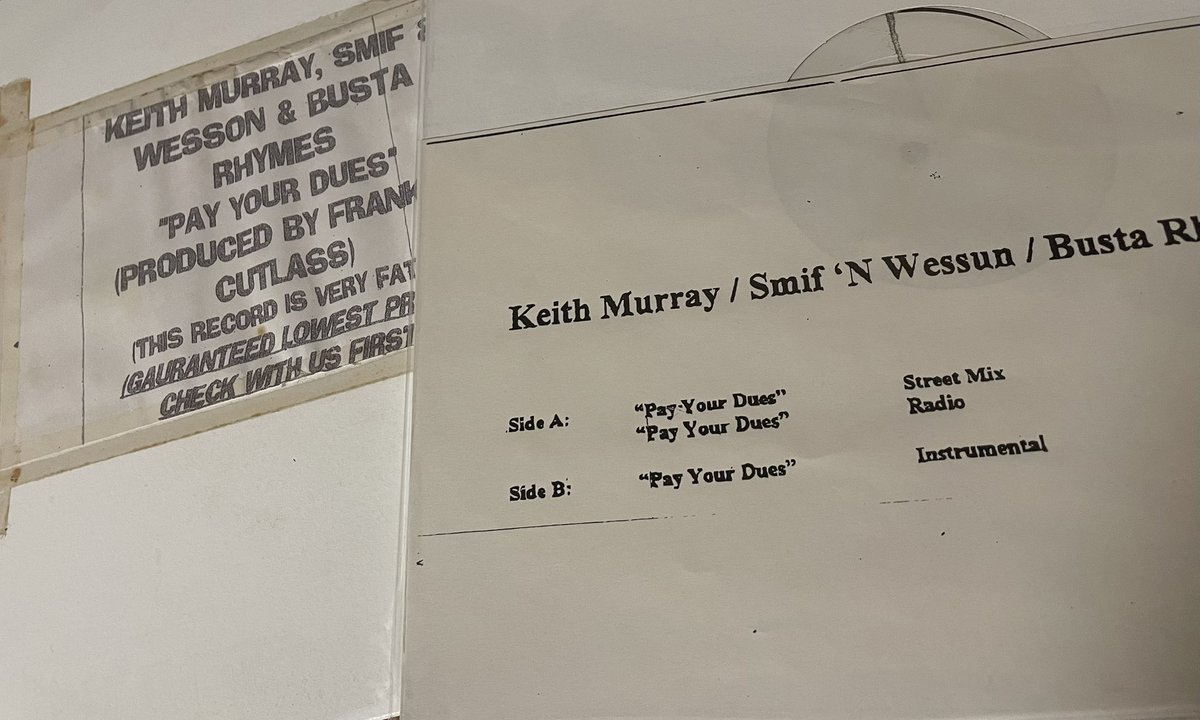 KEITH MURRAY, SMIF
WESSON & BUSTA
RHYMES
"PAY YOUR DUES"
(PRODUCED BY FRANK
CUTLASS)
(THIS RECORD IS VERY FAT
(GAURANTEED LOWEST PR
CHECK WITH US FIRST
Keith Murray / Smif ‘N Wessun / Busta Rh
Side A: “Pay Your Dues” Street Mix
“Pay Your Dues” Radio
Side B: “Pay Your Dues” Instrumental